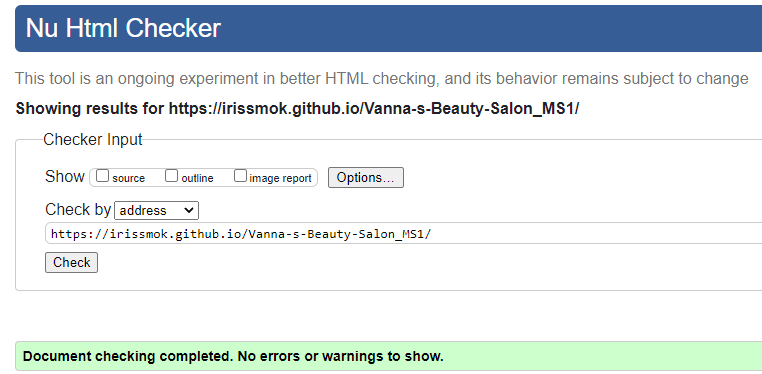 Nu Html Checker
This tool is an ongoing experiment in better HTML checking, and its behavior remains subject to change
Showing results for https://irissmok.github.io/Vanna-s-Beauty-Salon_MS1/
Checker Input
Show source outline image report Options...
Check by address
https://irissmok.github.io/Vanna-s-Beauty-Salon_MS1/
Check
Document checking completed. No errors or warnings to show.